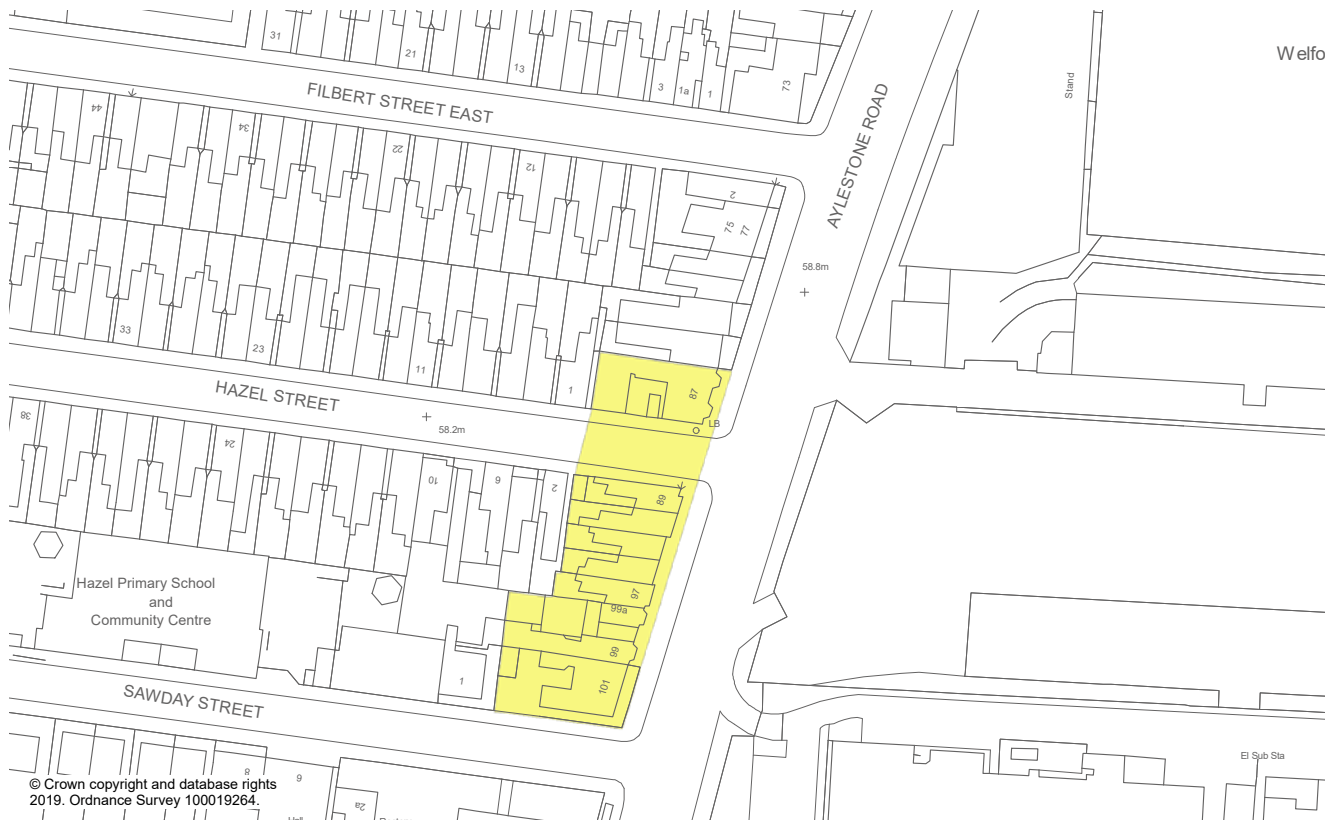 31
21
13
3
1a
1
73
Stand
Welfo
FILBERT STREET EAST
AYLESTONE ROAD
44
34
22
12
2
75
77
58.8m
33
23
11
1
87
LB
HAZEL STREET
58.2m
38
24
10
6
2
89
97
99a
99
101
Hazel Primary School
and
Community Centre
1
SAWDAY STREET
El Sub Sta
8
6
2a
© Crown copyright and database rights
2019. Ordnance Survey 100019264.